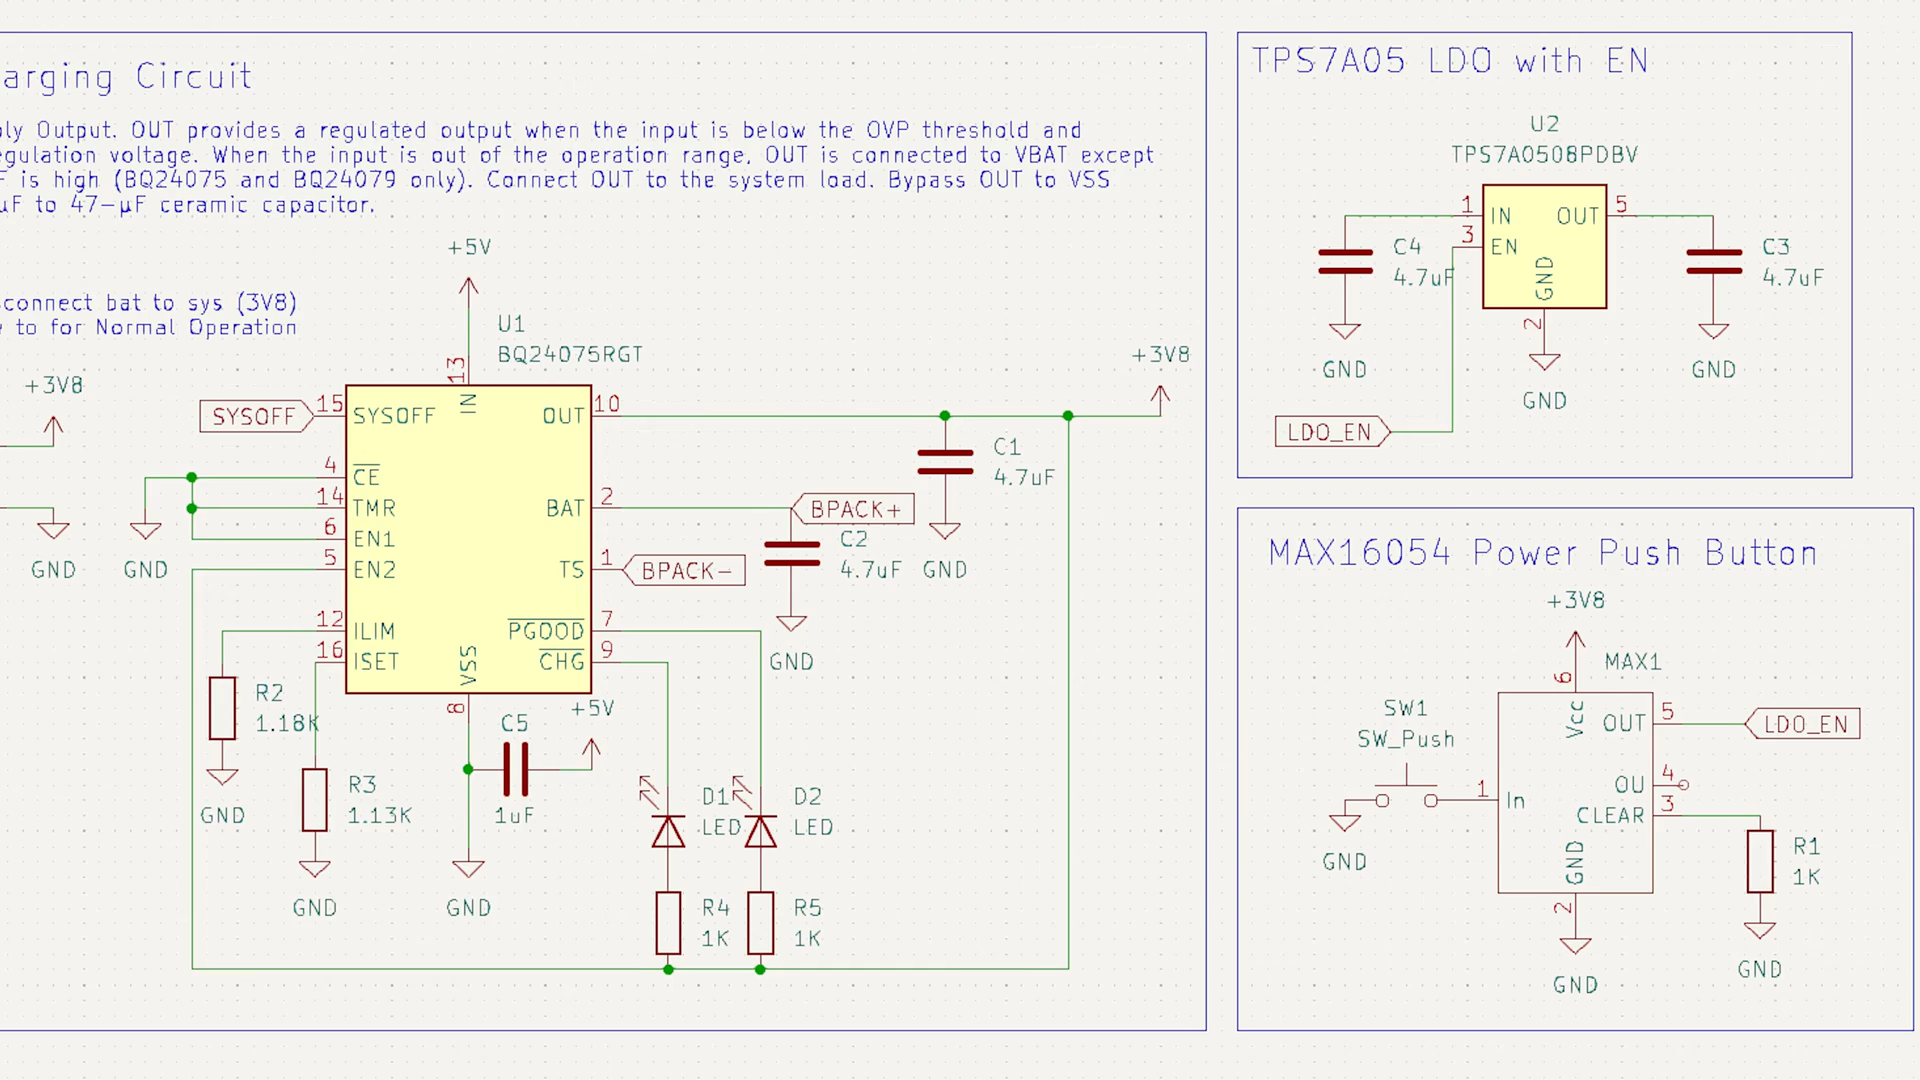 arging Circuit
ply Output. OUT provides a regulated output when the input is below the OVP threshold and
egulation voltage. When the input is out of the operation range, OUT is connected to VBAT except
F is high (BQ24075 and BQ24079 only). Connect OUT to the system load. Bypass OUT to VSS
μF to 47-μF ceramic capacitor.
connect bat to sys (3V8)
e to for Normal Operation
+3V8
GND
GND
+5V
U1
BQ24075RGT
13
IN
SYSOFF
15
SYSOFF
4
CE
14
TMR
6
EN1
5
EN2
12
ILIM
16
ISET
VSS
8
OUT
10
BAT
2
TS
1
PGOOD
7
CHG
9
+3V8
C1
4.7uF
GND
BPACK+
C2
4.7uF
GND
BPACK-
R2
1.18K
GND
R3
1.13K
GND
C5
1uF
+5V
GND
D1
LED
D2
LED
R4
1K
R5
1K
TPS7A05 LDO with EN
U2
TPS7A0508PDBV
1
IN
3
EN
OUT
5
GND
2
GND
C4
4.7uF
GND
C3
4.7uF
GND
LDO_EN
MAX16054 Power Push Button
+3V8
MAX1
6
Vcc
OUT
5
LDO_EN
OU
4
CLEAR
3
1
In
GND
2
GND
SW1
SW_Push
GND
R1
1K
GND